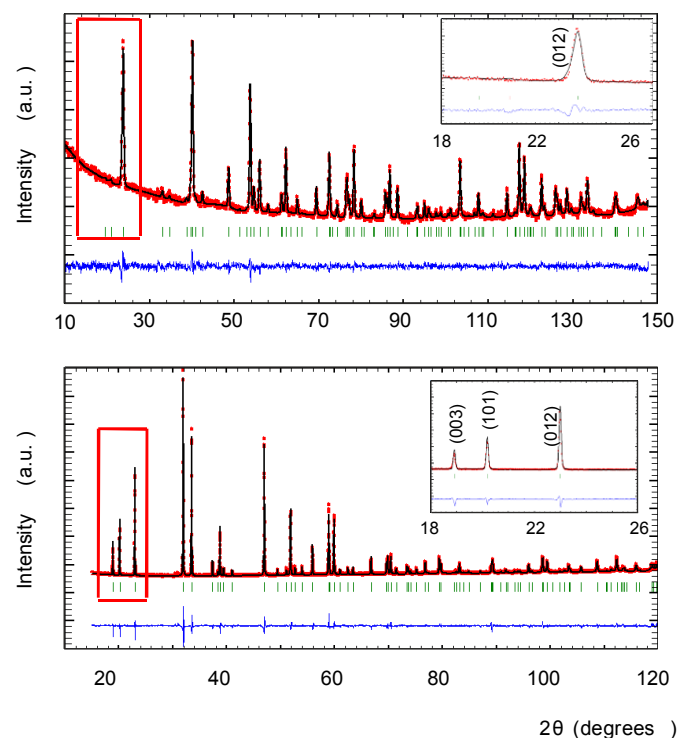 Intensity (a.u. )
(012)
18 22 26
10 30 50 70 90 110 130 150
Intensity (a.u. )
(003) (101) (012)
18 22 26
20 40 60 80 100 120
2θ (degrees )